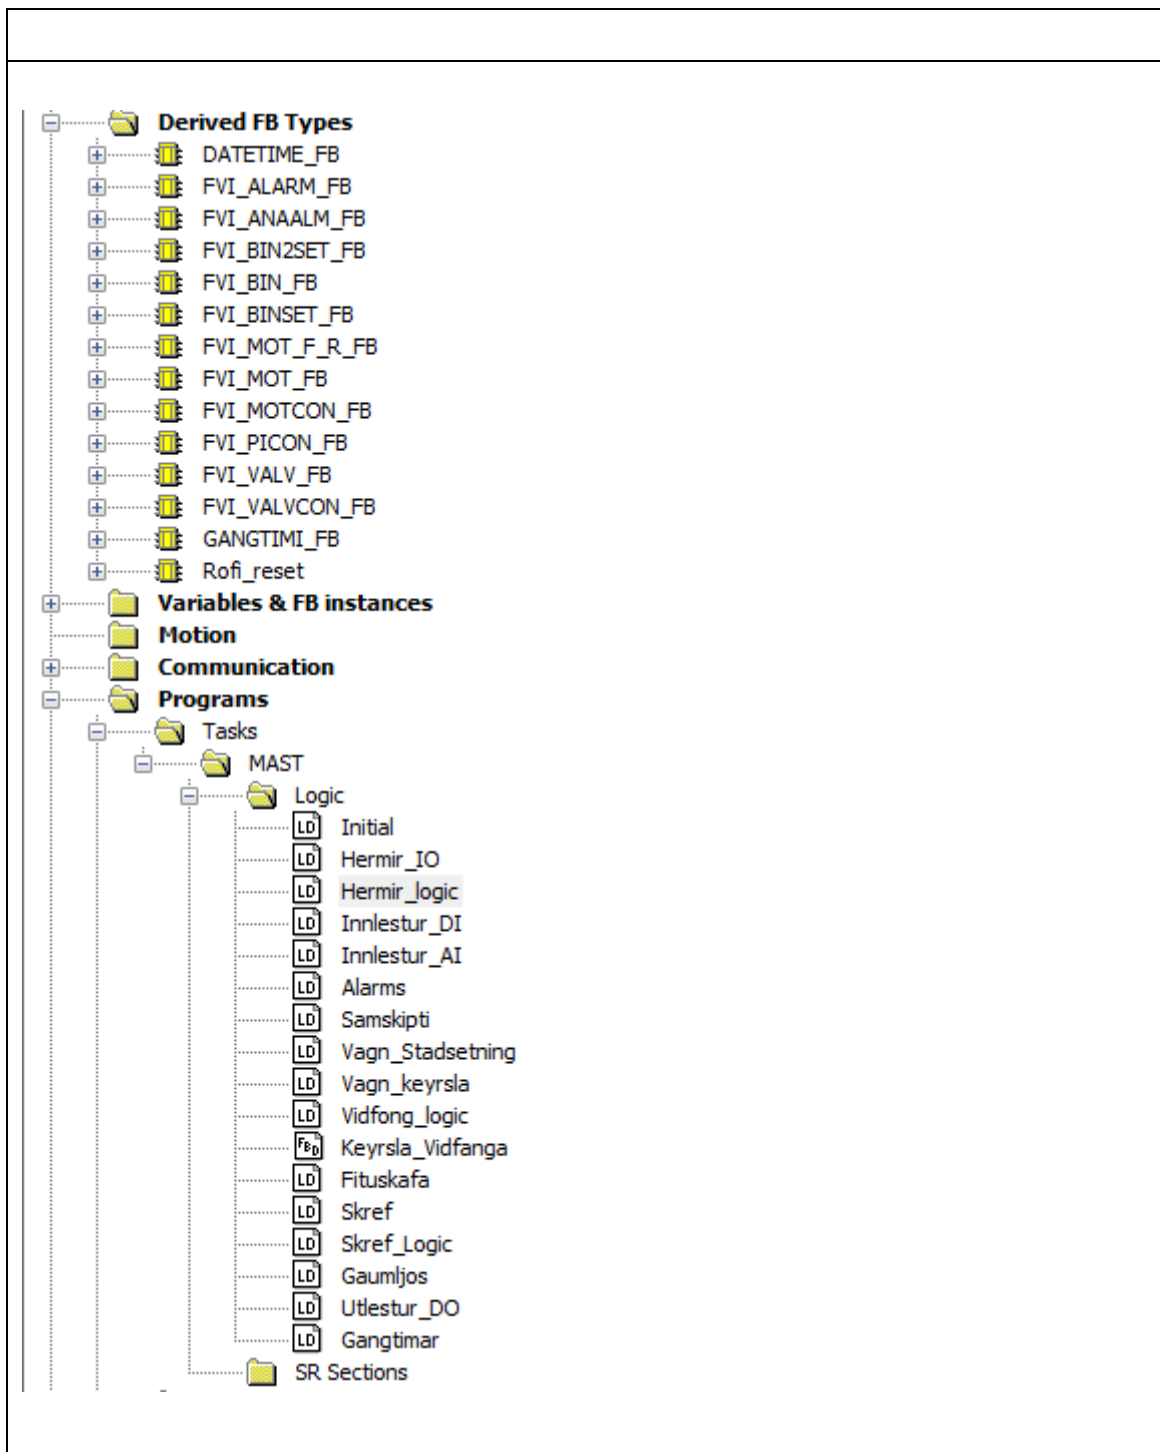 Derived FB Types
DATETIME_FB
FVI_ALARM_FB
FVI_ANAALM_FB
FVI_BIN2SET_FB
FVI_BIN_FB
FVI_BINSET_FB
FVI_MOT_F_R_FB
FVI_MOT_FB
FVI_MOTCON_FB
FVI_PICON_FB
FVI_VALV_FB
FVI_VALVCON_FB
GANGTIMI_FB
Rofi_reset
Variables & FB instances
Motion
Communication
Programs
Tasks
MAST
Logic
LD Initial
LD Hermir_IO
LD Hermir_logic
LD Innlestur_DI
LD Innlestur_AI
LD Alarms
LD Samskipti
LD Vagn_Stadsetning
LD Vagn_keyrsla
LD Vidfong_logic
FBD Keyrsla_Vidfanga
LD Fituskafa
LD Skref
LD Skref_Logic
LD Gaumljos
LD Utlestur_DO
LD Gangtimar
SR Sections